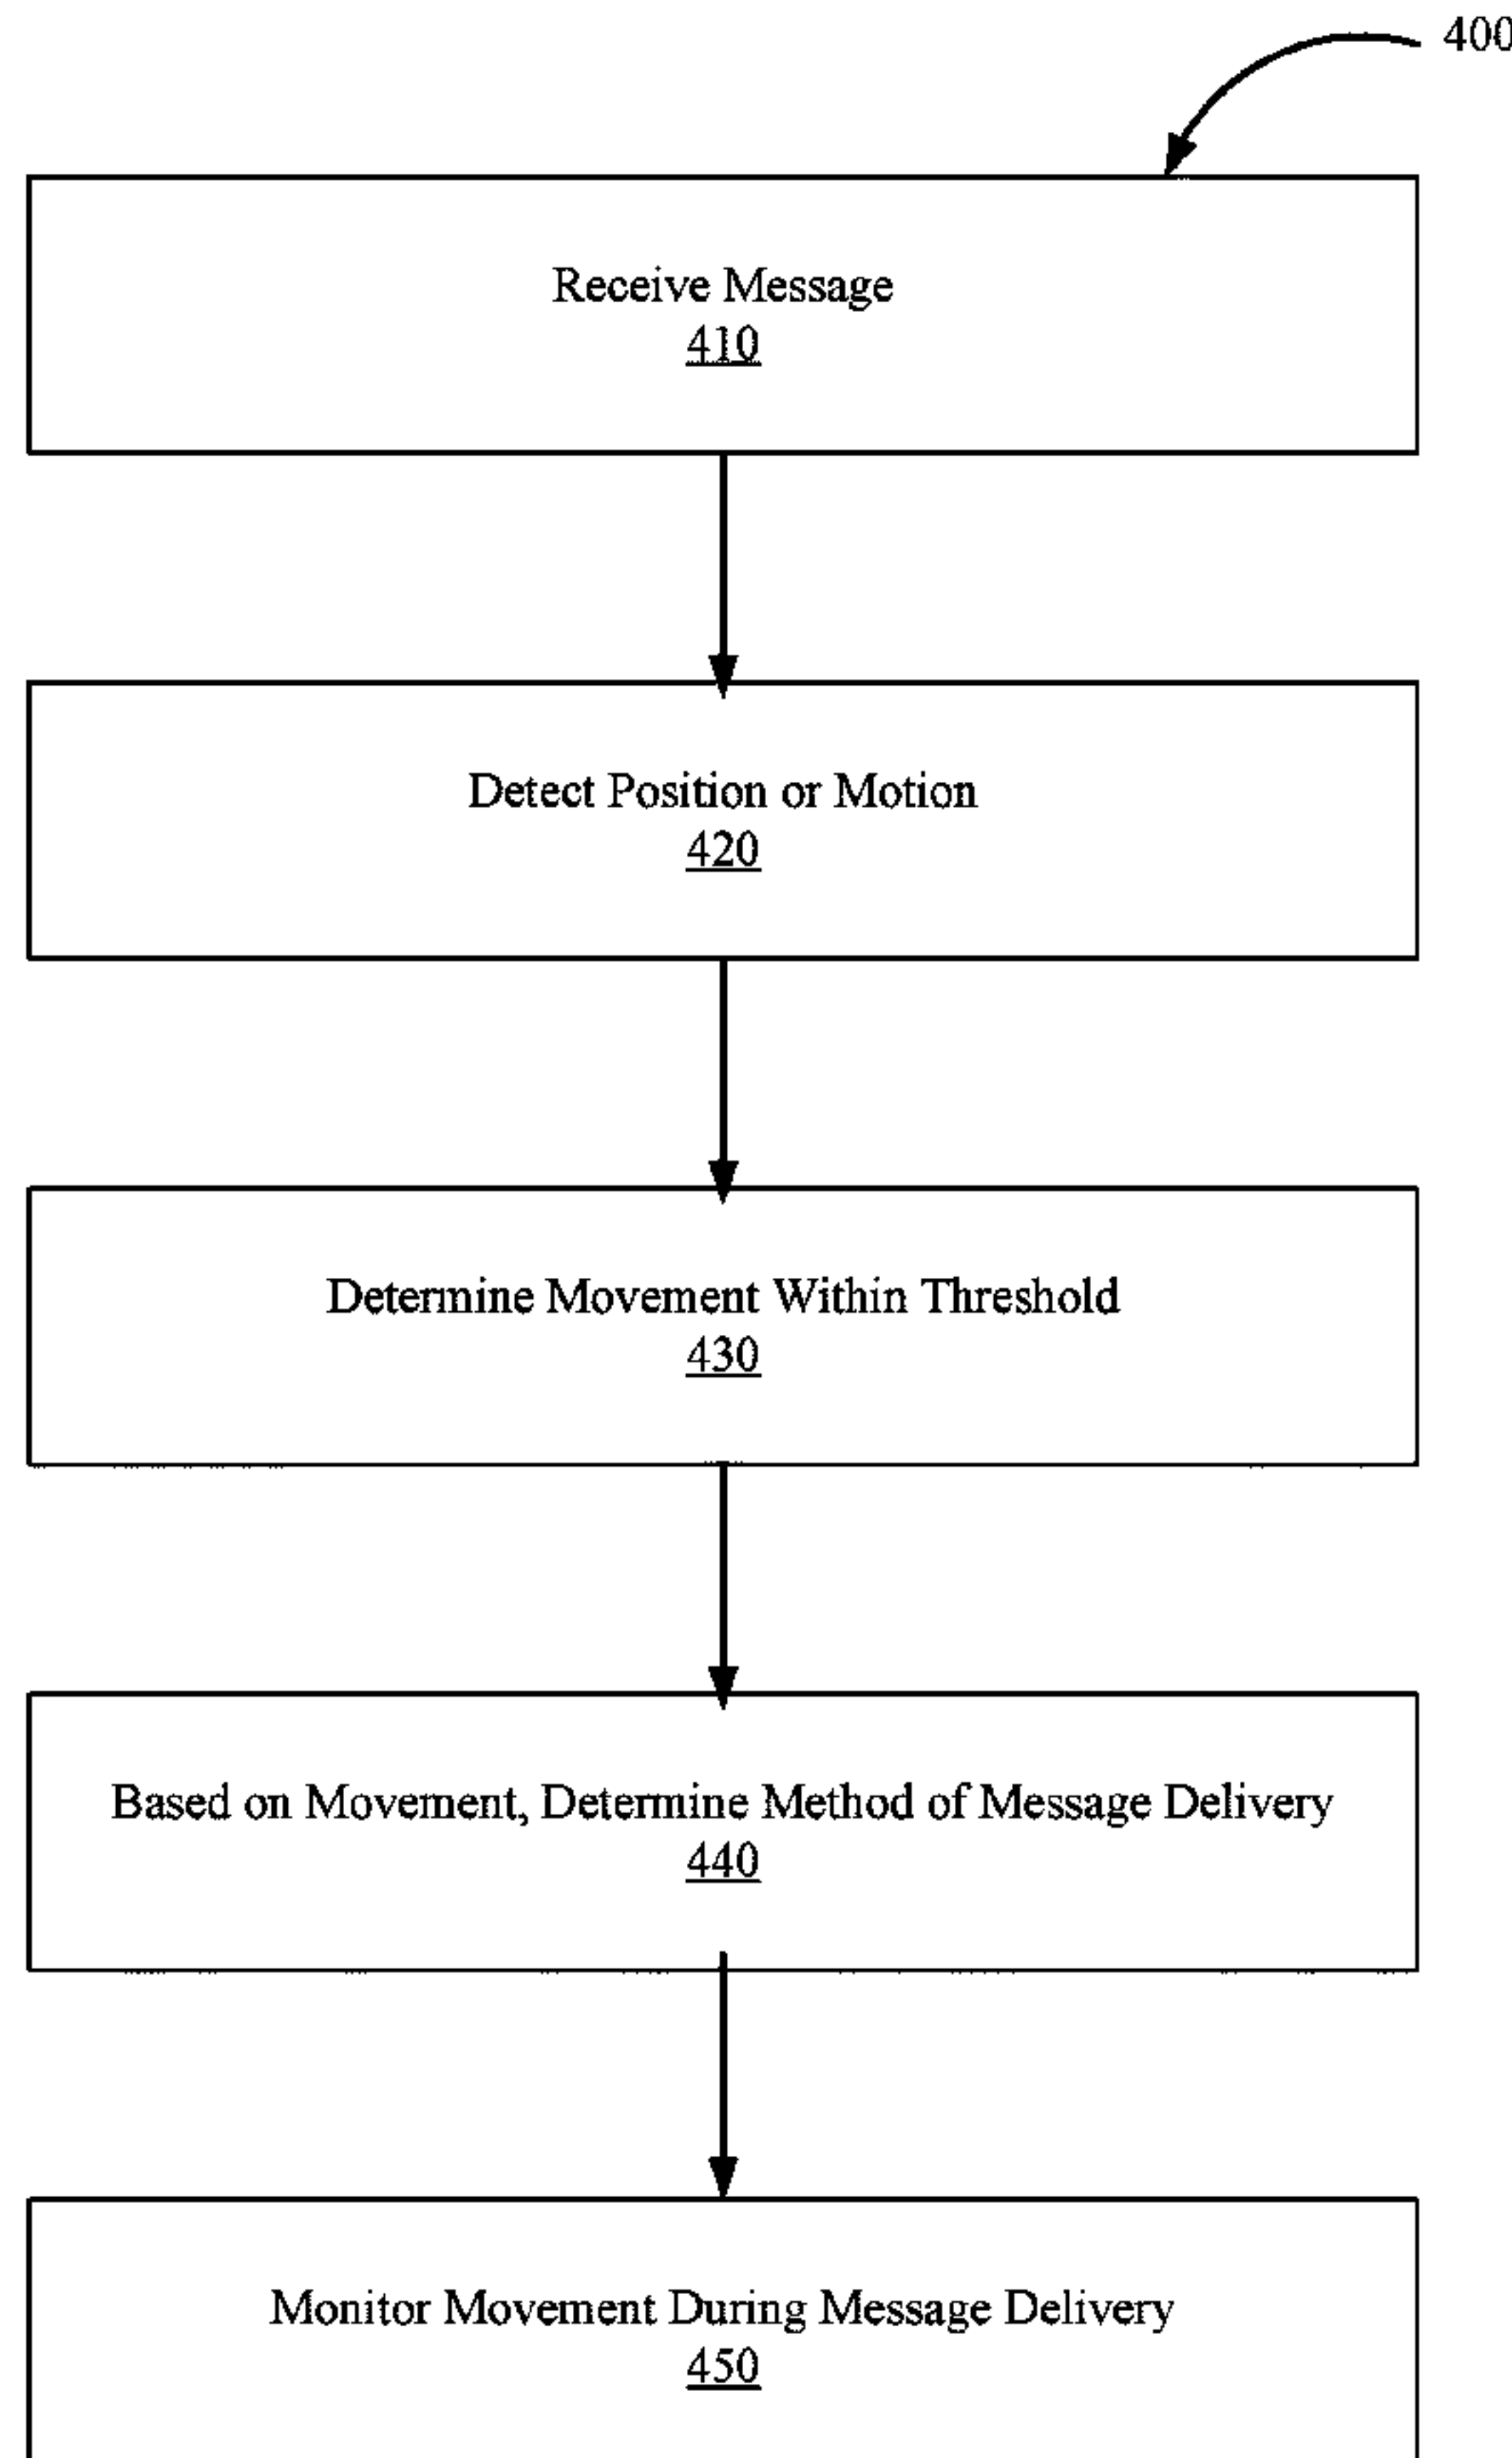 400
Receive Message
410
Detect Position or Motion
420
Determine Movement Within Threshold
430
Based on Movement, Determine Method of Message Delivery
440
Monitor Movement During Message Delivery
450